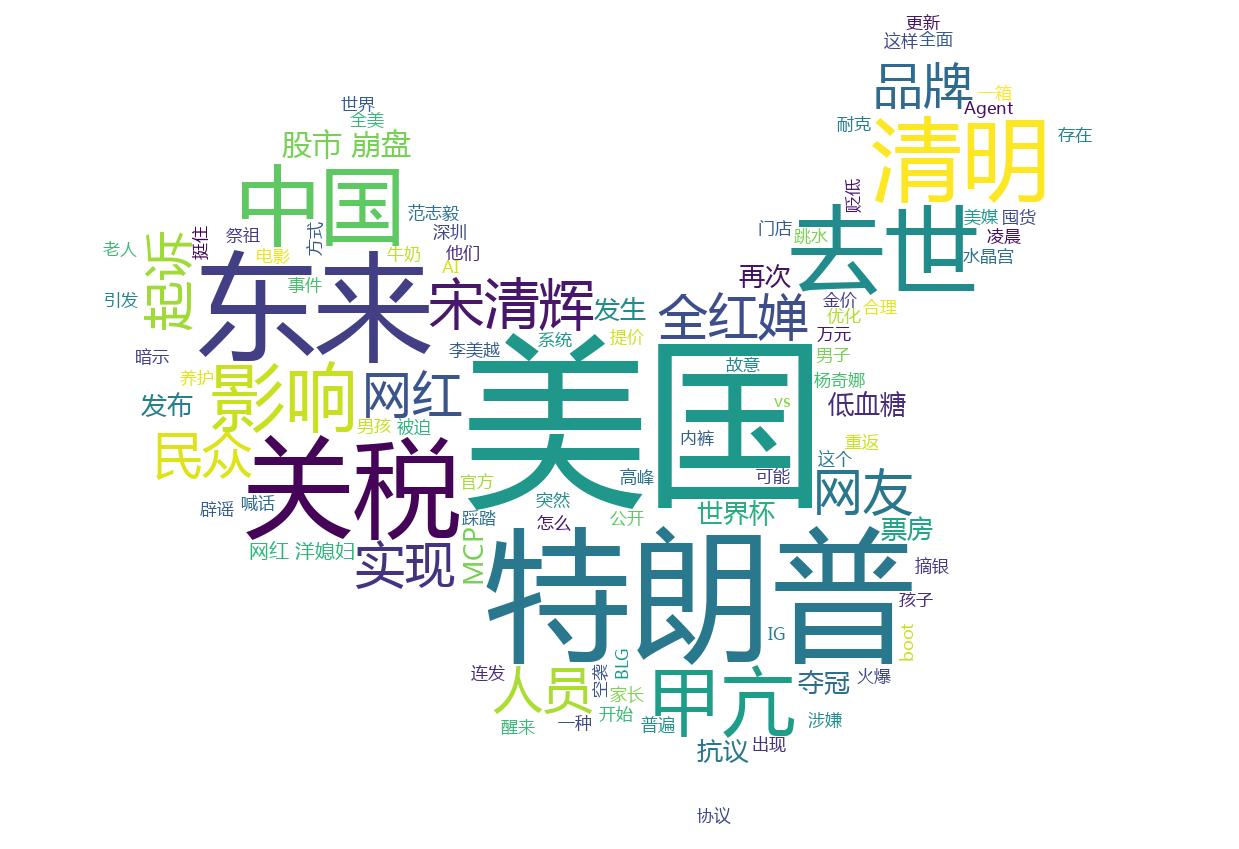 更新
这样 全面
品牌
一箱
Agent
世界
全美
耐克
清明
存在
股市 崩盘
中国
贬低
范志毅
去世
美媒 囤货
门店
跳水
凌晨
水晶宫
老人
起诉
挺住
祭祖
方式
深圳
电影
牛奶
他们
AI
东来
事件
宋清辉
再次
引发
发生
全红婵
金价
合理
优化
万元
系统
提价
暗示
李美越
美国
故意
男子
养护
影响
网红
杨奇娜
vs
低血糖
发布
男孩
被迫
民众
内裤
重返
这个
关税
官方
高峰
可能
网友
辟谣
喊话
突然
踩踏
怎么
公开
世界杯
票房
网红 洋媳妇
实现
MCP
特朗普
摘银
孩子
IG
boot
连发
人员
空袭
BLG
家长
甲亢
夺冠
火爆
醒来
一种
开始
普遍
涉嫌
抗议
出现
协议